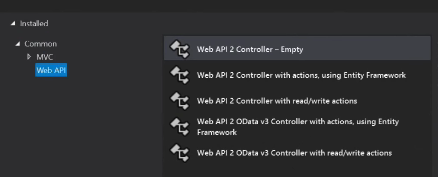 Installed
Common
MVC
Web API
Web API 2 Controller – Empty
Web API 2 Controller with actions, using Entity Framework
Web API 2 Controller with read/write actions
Web API 2 OData v3 Controller with actions, using Entity
Framework
Web API 2 OData v3 Controller with read/write actions